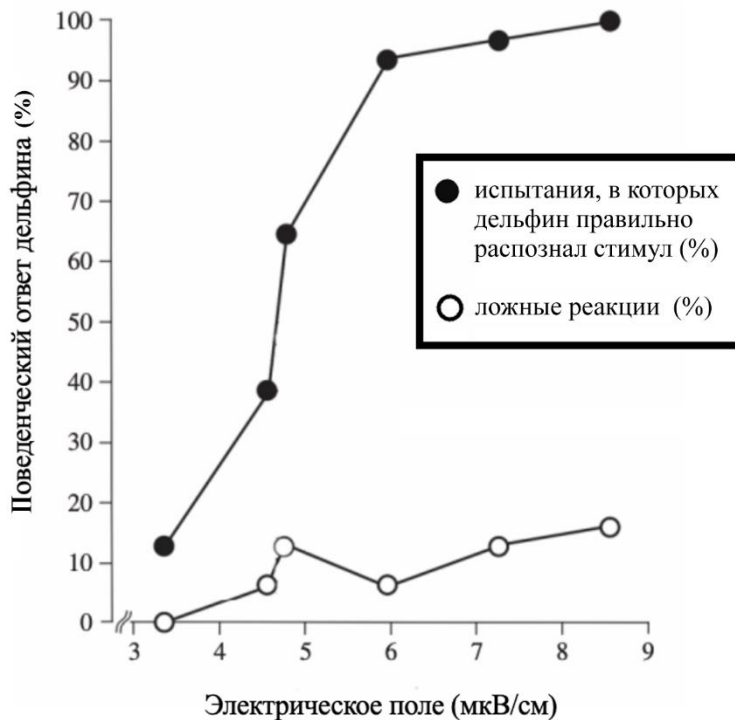 Поведенческий ответ дельфина (%)
100
90
80
70
60
50
40
30
20
10
0
испытания, в которых
дельфин правильно
распознал стимул (%)
ложные реакции (%)
3 4 5 6 7 8 9
Электрическое поле (мкВ/см)